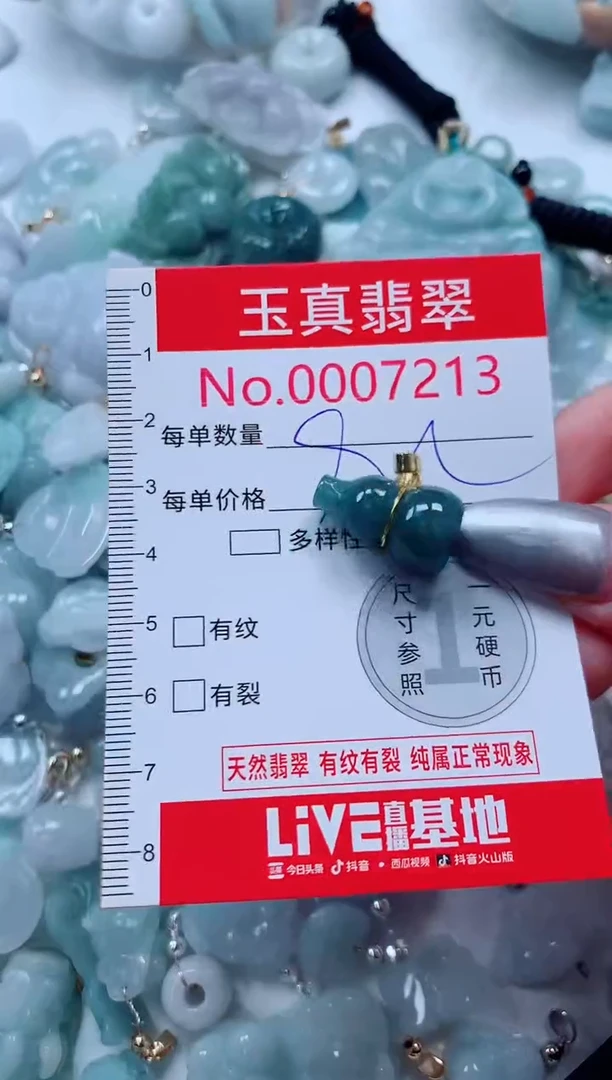 玉真翡翠
No.0007213
0
1
2
3
4
5
6
7
8
每单数量
每单价格
多样性
有纹
有裂
尺寸参照
1
一元硬币
天然翡翠 有纹有裂 纯属正常现象
LiVE直播基地
今日头条 抖音 • 西瓜视频 抖音火山版